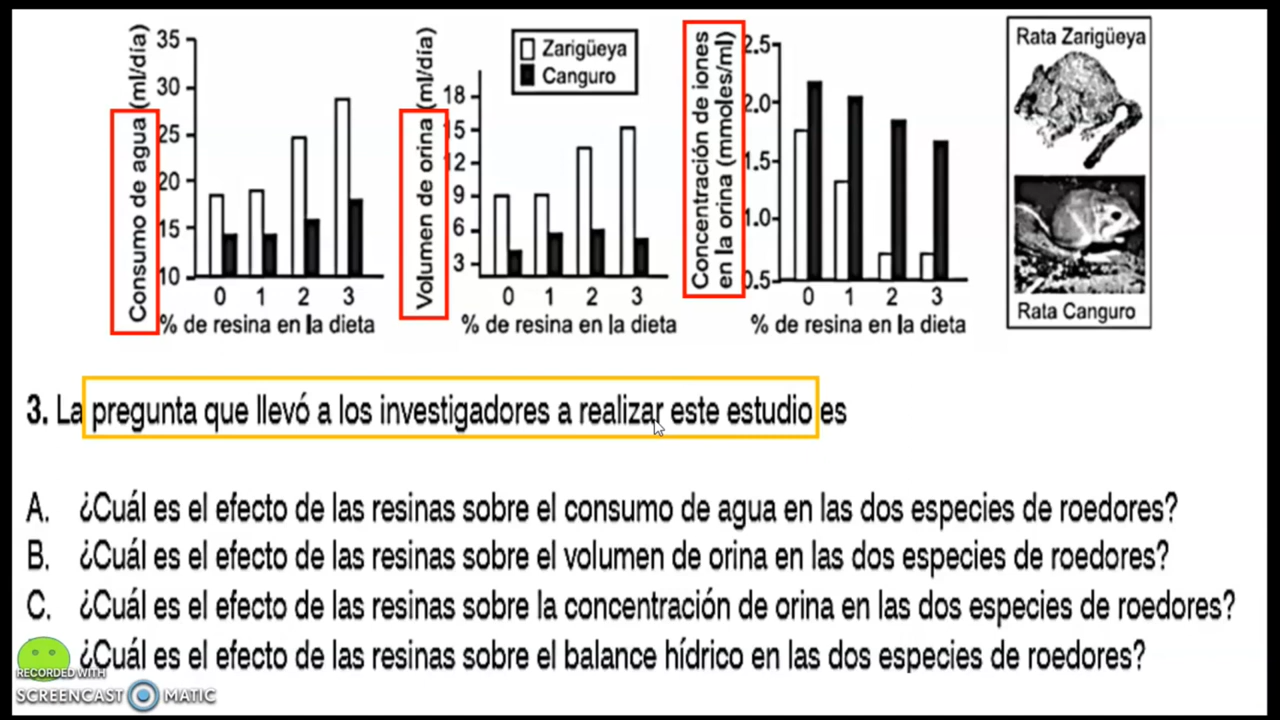 Consumo de agua (ml/día)
35
30
25
20
15
10
0 1 2 3
% de resina en la dieta
Volumen de orina (ml/día)
Zarigüeya
Canguro
18
15
12
9
6
3
0 1 2 3
% de resina en la dieta
Concentración de iones
en la orina (mmoles/ml)
2.5
2.0
1.5
1.0
0.5
0 1 2 3
% de resina en la dieta
Rata Zarigüeya
Rata Canguro
3. La pregunta que llevó a los investigadores a realizar este estudio es
A. ¿Cuál es el efecto de las resinas sobre el consumo de agua en las dos especies de roedores?
B. ¿Cuál es el efecto de las resinas sobre el volumen de orina en las dos especies de roedores?
C. ¿Cuál es el efecto de las resinas sobre la concentración de orina en las dos especies de roedores?
¿Cuál es el efecto de las resinas sobre el balance hídrico en las dos especies de roedores?
RECORDED WITH
SCREENCAST MATIC